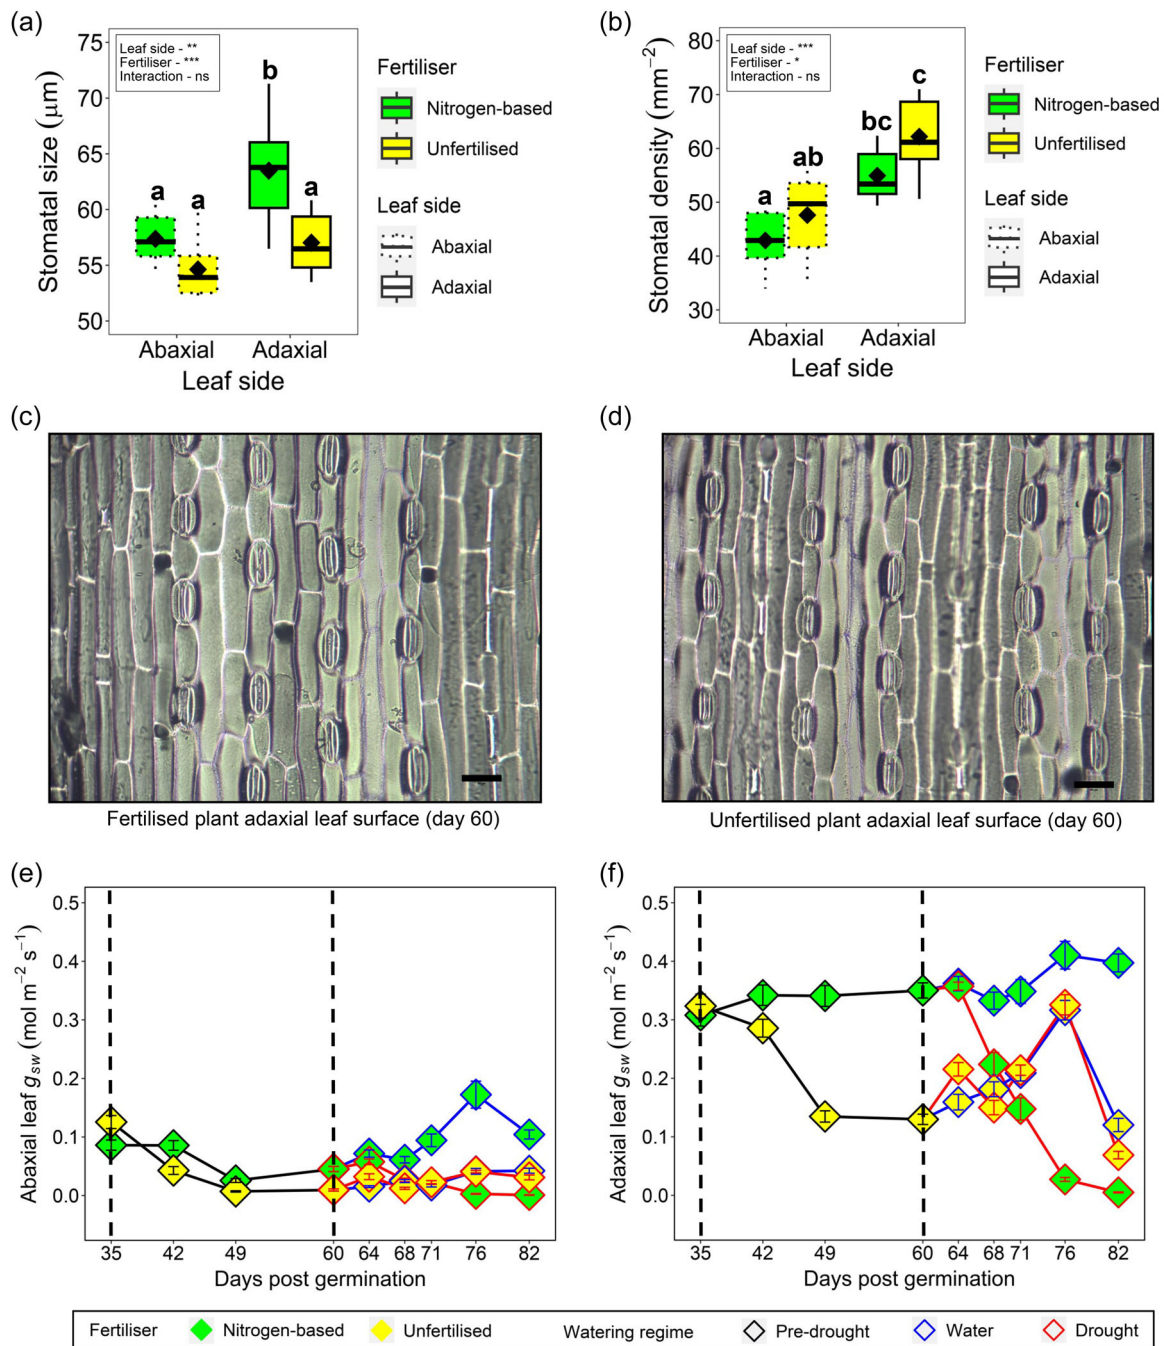 (a)
Stomatal size (μm)
75
70
65
60
55
50
Leaf side - **
Fertiliser - ***
Interaction - ns
a
a
b
a
Abaxial
Adaxial
Leaf side
Fertiliser
Nitrogen-based
Unfertilised
Leaf side
Abaxial
Adaxial
(b)
Stomatal density (mm⁻²)
80
70
60
50
40
30
Leaf side - ***
Fertiliser - *
Interaction - ns
a
ab
bc
c
Abaxial
Adaxial
Leaf side
Fertiliser
Nitrogen-based
Unfertilised
Leaf side
Abaxial
Adaxial
(c)
Fertilised plant adaxial leaf surface (day 60)
(d)
Unfertilised plant adaxial leaf surface (day 60)
(e)
Abaxial leaf gsw (mol m⁻² s⁻¹)
0.5
0.4
0.3
0.2
0.1
0.0
35 42 49 60 64 68 71 76 82
Days post germination
(f)
Adaxial leaf gsw (mol m⁻² s⁻¹)
0.5
0.4
0.3
0.2
0.1
0.0
35 42 49 60 64 68 71 76 82
Days post germination
Fertiliser Nitrogen-based Unfertilised Watering regime Pre-drought Water Drought